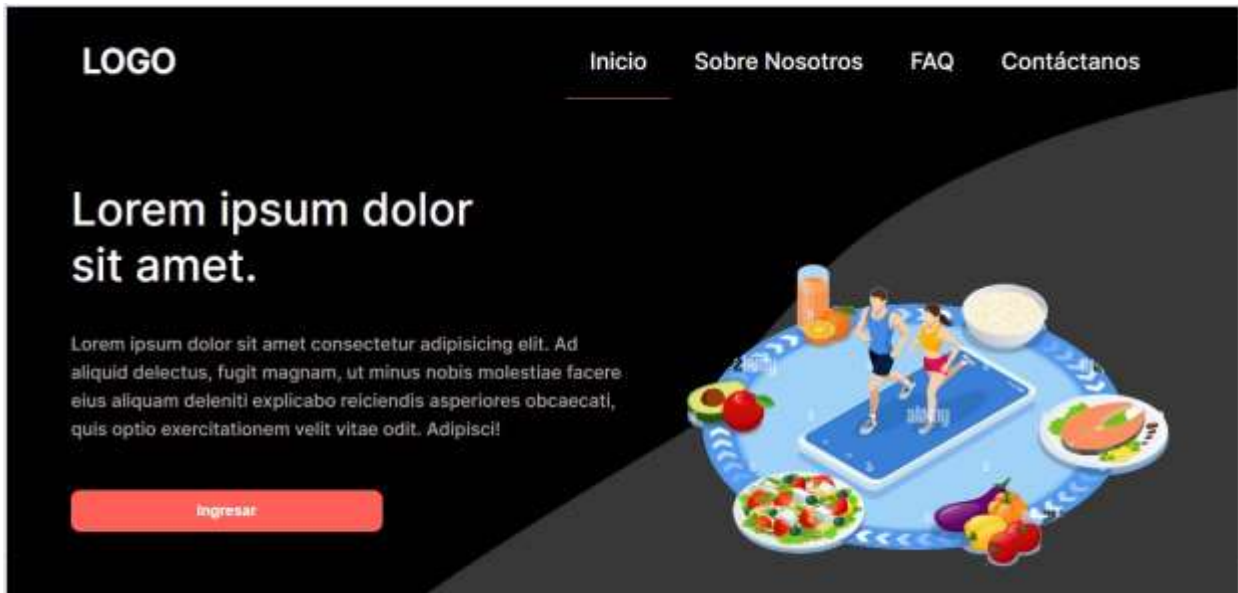 LOGO
Inicio Sobre Nosotros FAQ Contáctanos
Lorem ipsum dolor
sit amet.
Lorem ipsum dolor sit amet consectetur adipisicing elit. Ad
aliquid delectus, fugit magnam, ut minus nobis molestiae facere
eius aliquam deleniti explicabo reiciendis asperiores obcaecati,
quis optio exercitationem velit vitae odit. Adipisci!
alamy
Ingresar